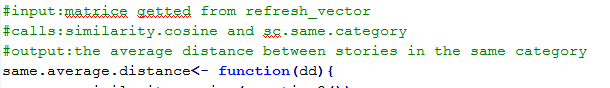 #input:matrice getted from refresh_vector
#calls:similarity.cosine and sc.same.category
#output:the average distance between stories in the same category
same.average.distance<- function(dd){